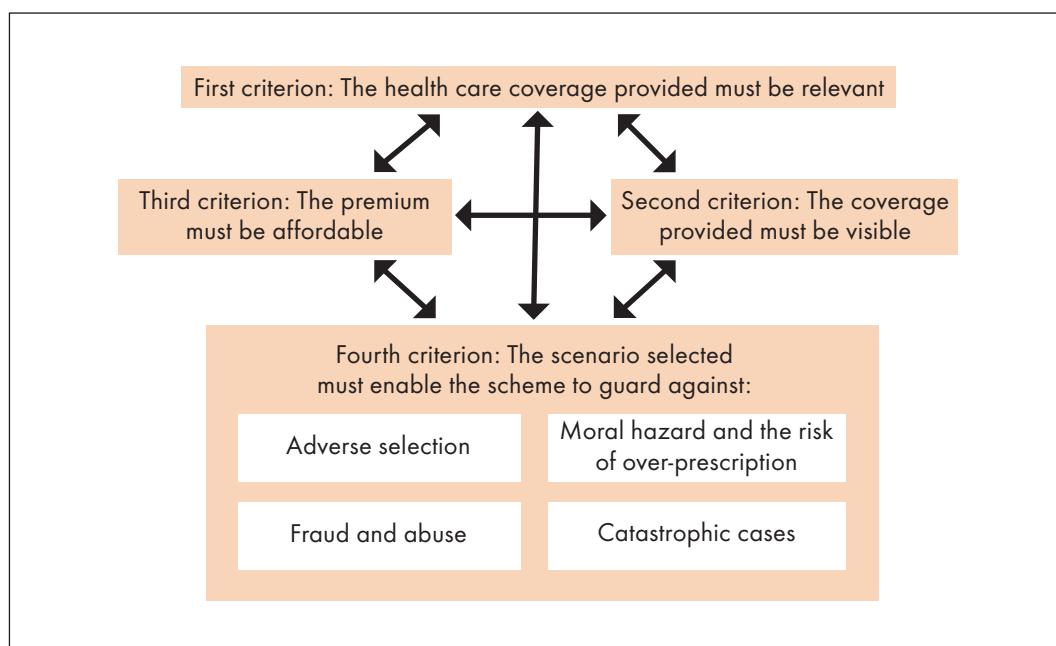 First criterion: The health care coverage provided must be relevant
Third criterion: The premium
must be affordable
Second criterion: The coverage
provided must be visible
Fourth criterion: The scenario selected
must enable the scheme to guard against:
Adverse selection
Moral hazard and the risk
of over-prescription
Fraud and abuse
Catastrophic cases